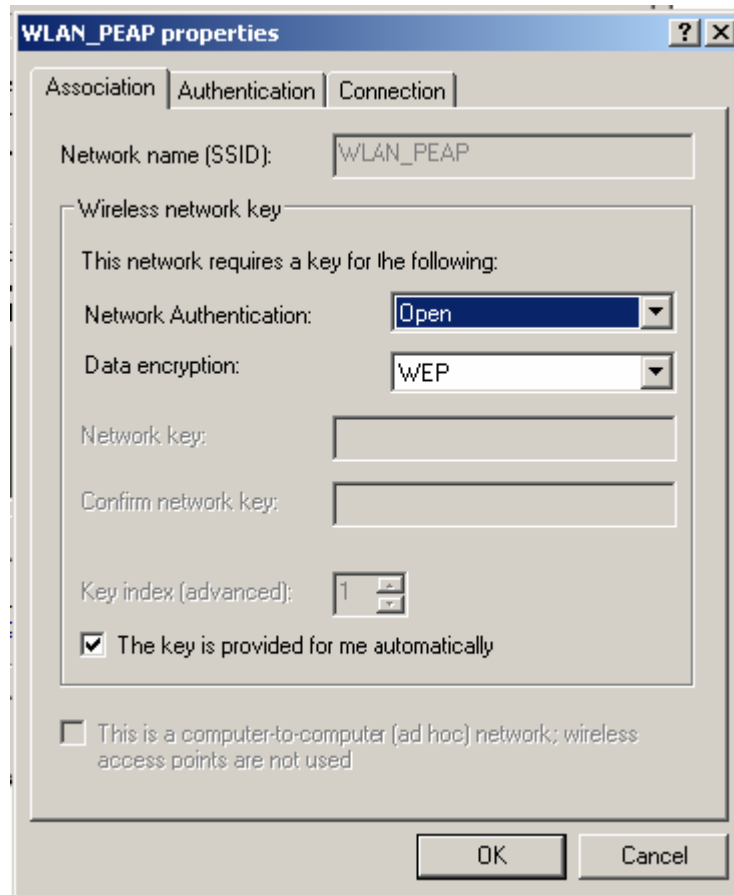 WLAN_PEAP properties
Association Authentication Connection
Network name (SSID): WLAN_PEAP
Wireless network key
This network requires a key for the following:
Network Authentication: Open
Data encryption: WEP
Network key:
Confirm network key:
Key index (advanced): 1
The key is provided for me automatically
This is a computer-to-computer (ad hoc) network; wireless
access points are not used
OK Cancel